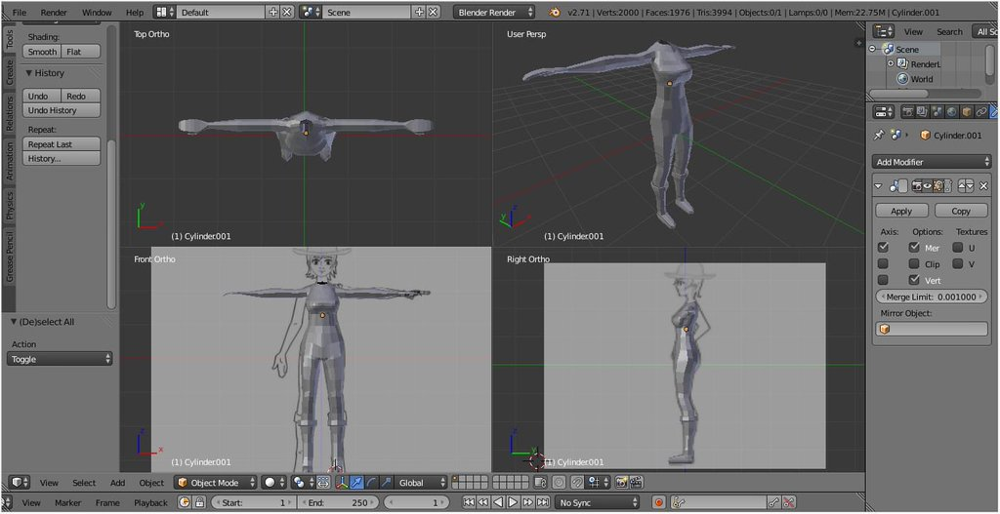 File Render Window Help Default Scene Blender Render v2.71 | Verts:2000 | Faces:1976 | Tris:3994 | Objects:0/1 | Lamps:0/0 | Mem:22.75M | Cylinder.001
Tools
Create
Relations
Animation
Physics
Grease Pencil
Shading:
Smooth Flat
History
Undo Redo
Undo History
Repeat:
Repeat Last
History...
(De)select All
Action
Toggle
Top Ortho
y
(1) Cylinder.001
User Persp
z
y
(1) Cylinder.001
Front Ortho
z
x
(1) Cylinder.001
Right Ortho
z
y
(1) Cylinder.001
View Search All Sc
Scene
RenderL
World
Cylinder.001
Add Modifier
Apply Copy
Axis: Options: Textures
Mer U
Clip V
Vert
Merge Limit: 0.001000
Mirror Object:
View Select Add Object Object Mode Global
View Marker Frame Playback Start: 1 End: 250 1 No Sync